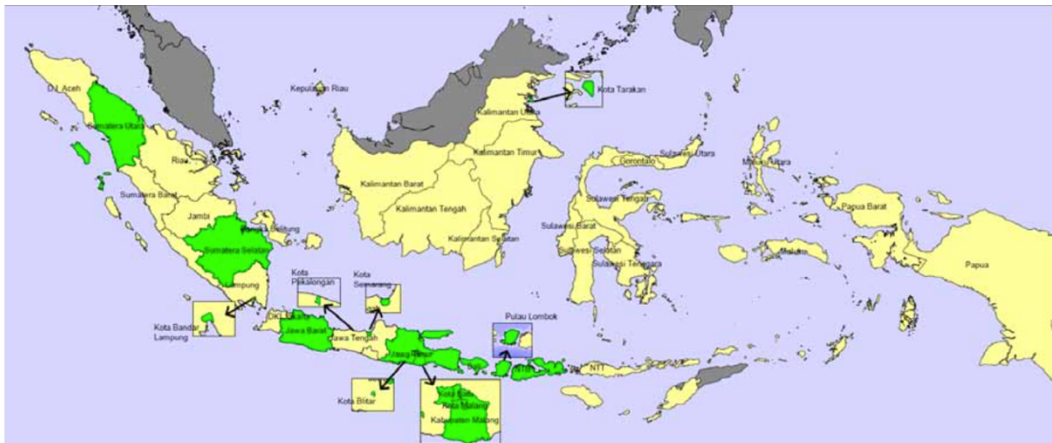 D.I. Aceh
Sumatera Utara
Kepulauan Riau
Kota Tarakan
Kalimantan Utara
Riau
Kalimantan Timur
Sulawesi Utara
Gorontalo
Maluku Utara
Sumatera Barat
Kalimantan Barat
Sulawesi Tengah
Kalimantan Tengah
Papua Barat
Jambi
Bangka Belitung
Sulawesi Barat
Kalimantan Selatan
Sumatera Selatan
Sulawesi Selatan
Maluku
Sulawesi Tenggara
Papua
Lampung
Kota
Pekalongan
Kota
Semarang
DKI Jakarta
Pulau Lombok
Kota Bandar
Lampung
Jawa Barat
Jawa Tengah
Jawa Timur
Bali
NTB
NTT
Kota Blitar
Kota Batu
Kota Malang
Kabupaten Malang